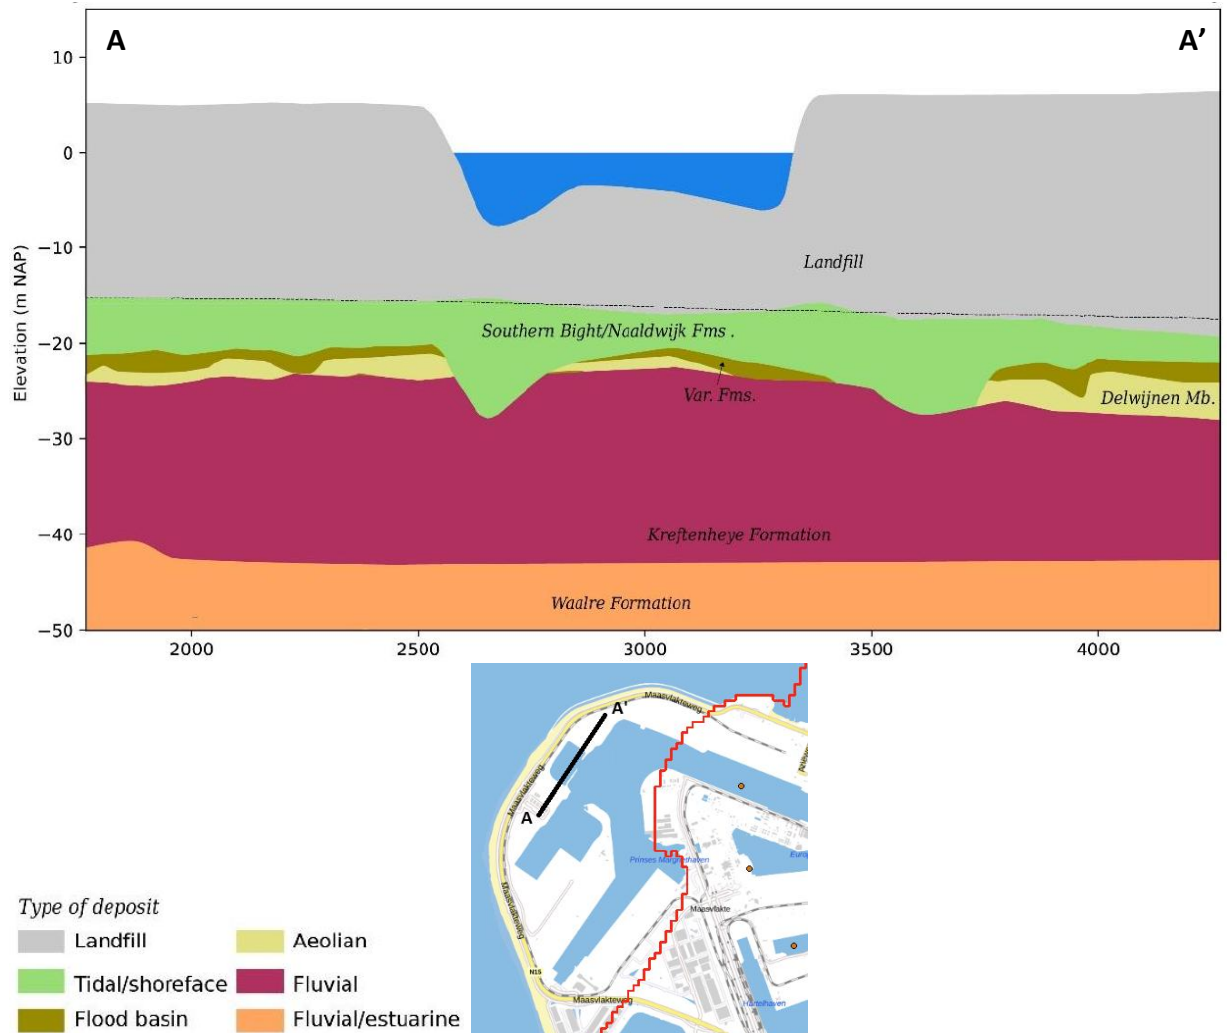 A
A'
10
0
−10
−20
−30
−40
−50
Elevation (m NAP)
Landfill
Southern Bight/Naaldwijk Fms .
Var. Fms.
Delwijnen Mb.
Kreftenheye Formation
Waalre Formation
2000
2500
3000
3500
4000
Maasvlakteweg
A'
Maasvlakteweg
A
Prinses Margriethaven
Europ
Maasvlakte
Maasvlakteweg
N15
Maasvlakteweg
Hartelhaven
Type of deposit
Landfill
Aeolian
Tidal/shoreface
Fluvial
Flood basin
Fluvial/estuarine